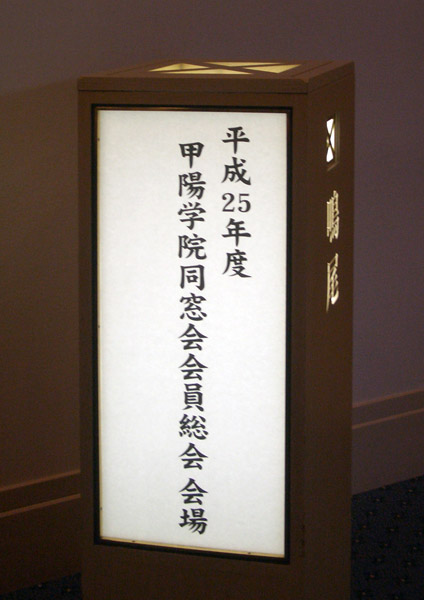 平成25年度
甲陽学院同窓会会員総会会場
鳴尾